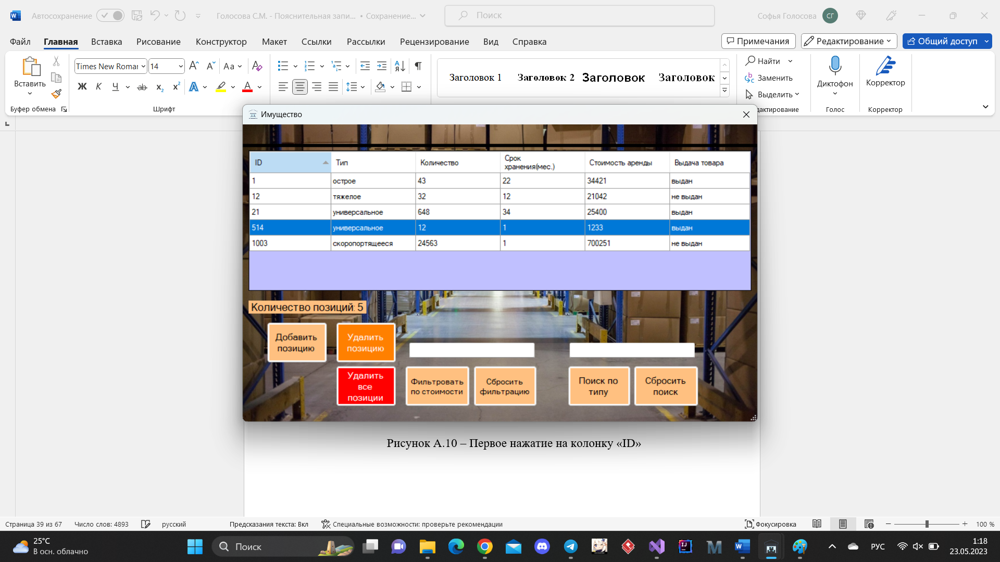 Автосохранение
Голосова С.М. - Пояснительная запи... • Сохранение...
Поиск
Софья Голосова
СГ
Файл Главная Вставка Рисование Конструктор Макет Ссылки Рассылки Рецензирование Вид Справка
Примечания
Редактирование
Общий доступ
Вставить
Буфер обмена
Times New Roman
14
Шрифт
Заголовок 1
Заголовок 2
Заголовок
Заголовок
Найти
Заменить
Выделить
дактирование
Диктофон
Голос
Корректор
Корректор
Имущество
ID Тип Количество Срок хранения(мес.) Стоимость аренды Выдача товара
1 острое 43 22 34421 выдан
12 тяжелое 32 12 21042 не выдан
21 универсальное 648 34 25400 выдан
514 универсальное 12 1 1233 выдан
1003 скоропортящееся 24563 1 700251 не выдан
Количество позиций: 5
Добавить
позицию
Удалить
позицию
Удалить
все
позиции
Фильтровать
по стоимости
Сбросить
фильтрацию
Поиск по
типу
Сбросить
поиск
Рисунок А.10 – Первое нажатие на колонку «ID»
Страница 39 из 67
Число слов: 4893
русский
Предсказания текста: Вкл
Специальные возможности: проверьте рекомендации
Фокусировка
100 %
25°C
В осн. облачно
Поиск
РУС
1:18
23.05.2023